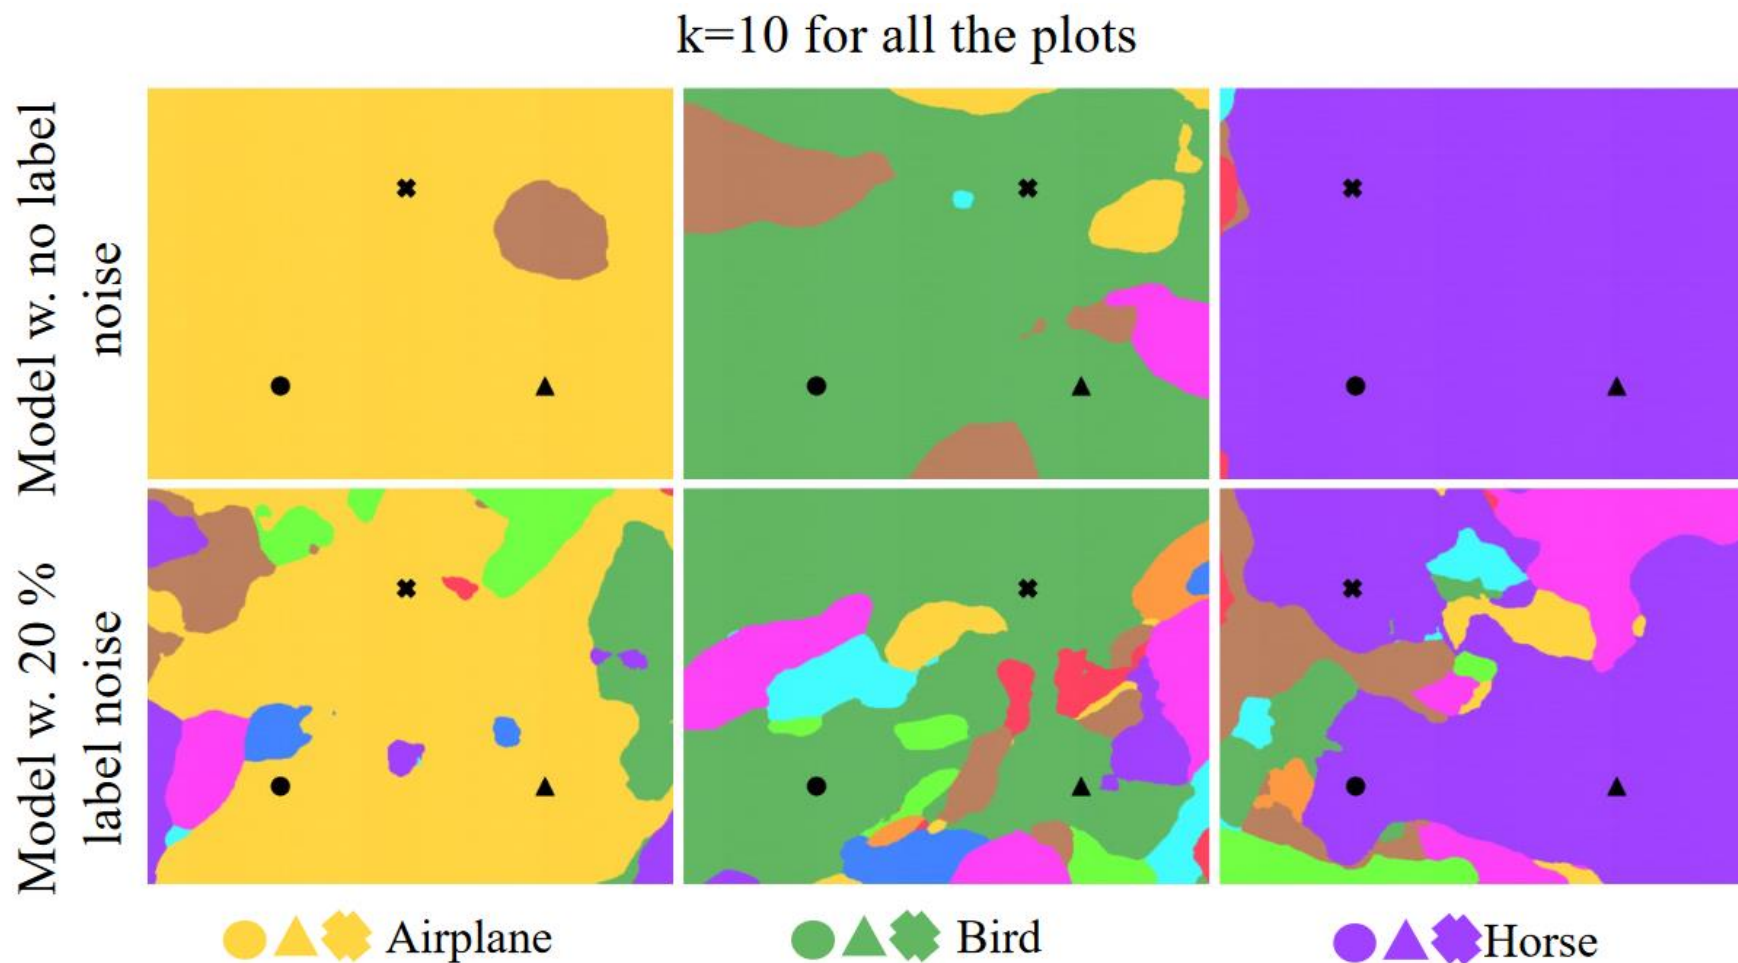 k=10 for all the plots
Model w. no label
noise
Model w. 20 %
label noise
Airplane
Bird
Horse